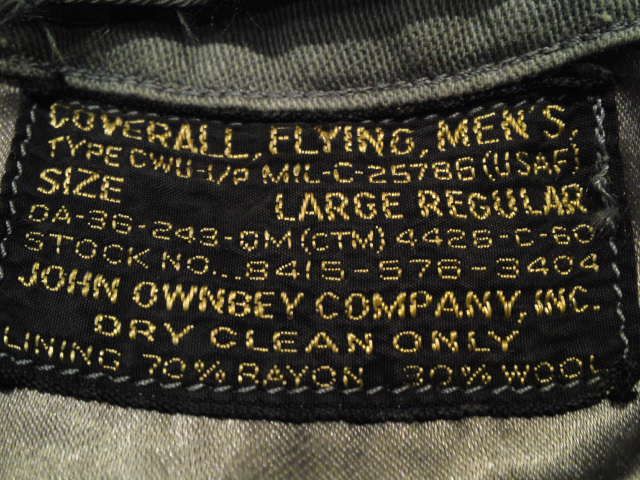 COVERALL, FLYING, MEN'S,
TYPE CWU-1/P MIL-C-25786 (USAF)
SIZE LARGE REGULAR
DA-36-243-QM(CTM) 4426-C-60
STOCK NO... 8415-576-3404
JOHN OWNBEY COMPANY, INC.
DRY CLEAN ONLY
LINING 70% RAYON 30% WOOL